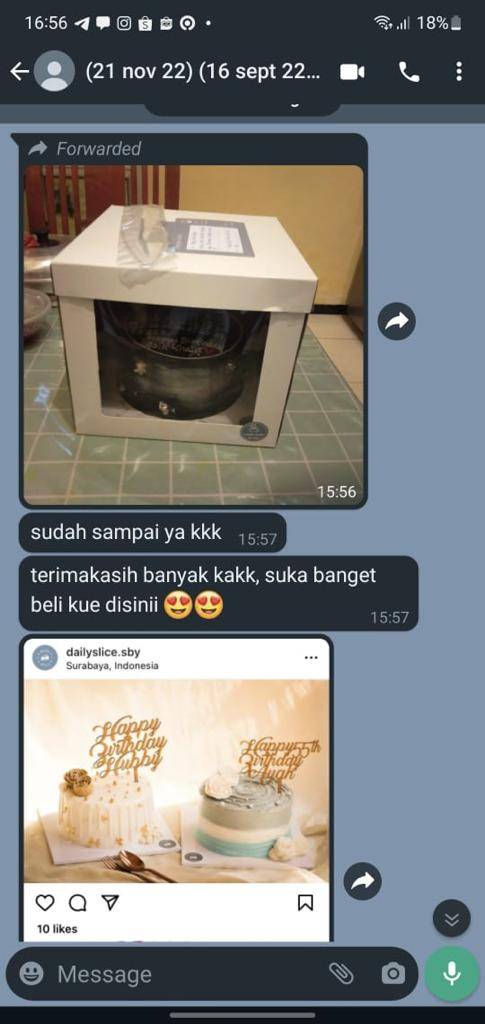 16:56
18%
(21 nov 22) (16 sept 22...
Forwarded
15:56
sudah sampai ya kkk 15:57
terimakasih banyak kakk, suka banget
beli kue disinii 😍😍
15:57
dailyslice.sby
Surabaya, Indonesia
Happy
Birthday
Hubby
Happy 5th
Birthday
Ayah
10 likes
Message